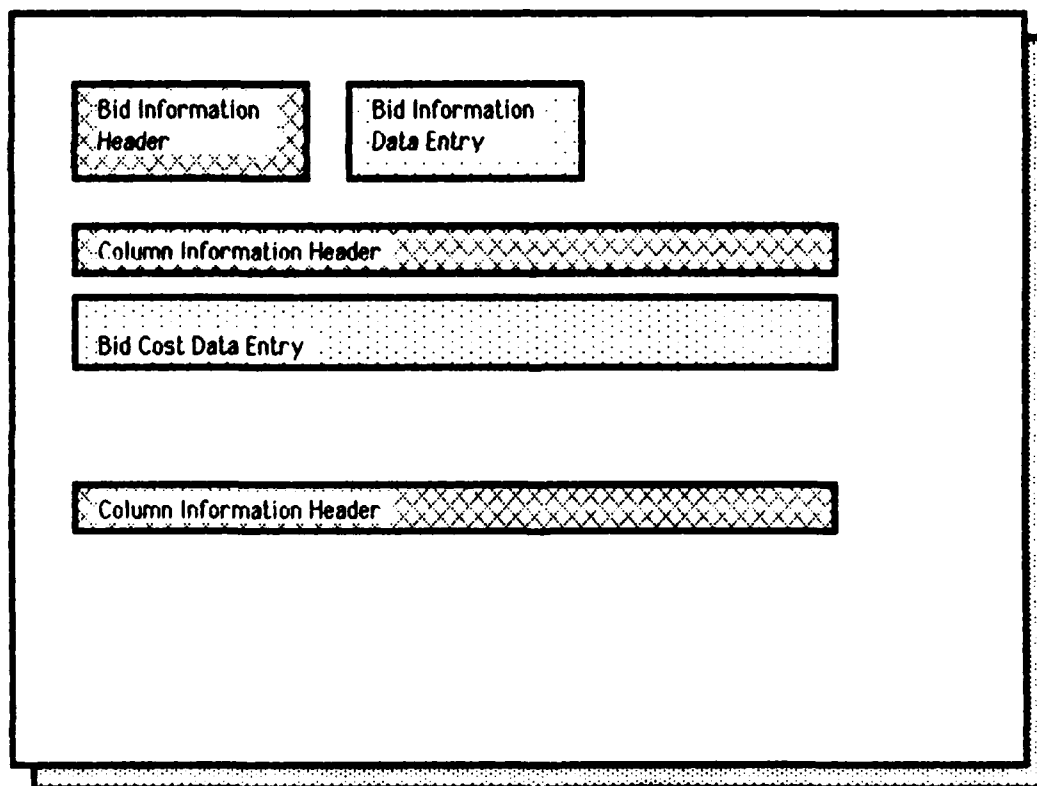 Bid Information
Header
Bid Information
Data Entry
Column Information Header
Bid Cost Data Entry
Column Information Header